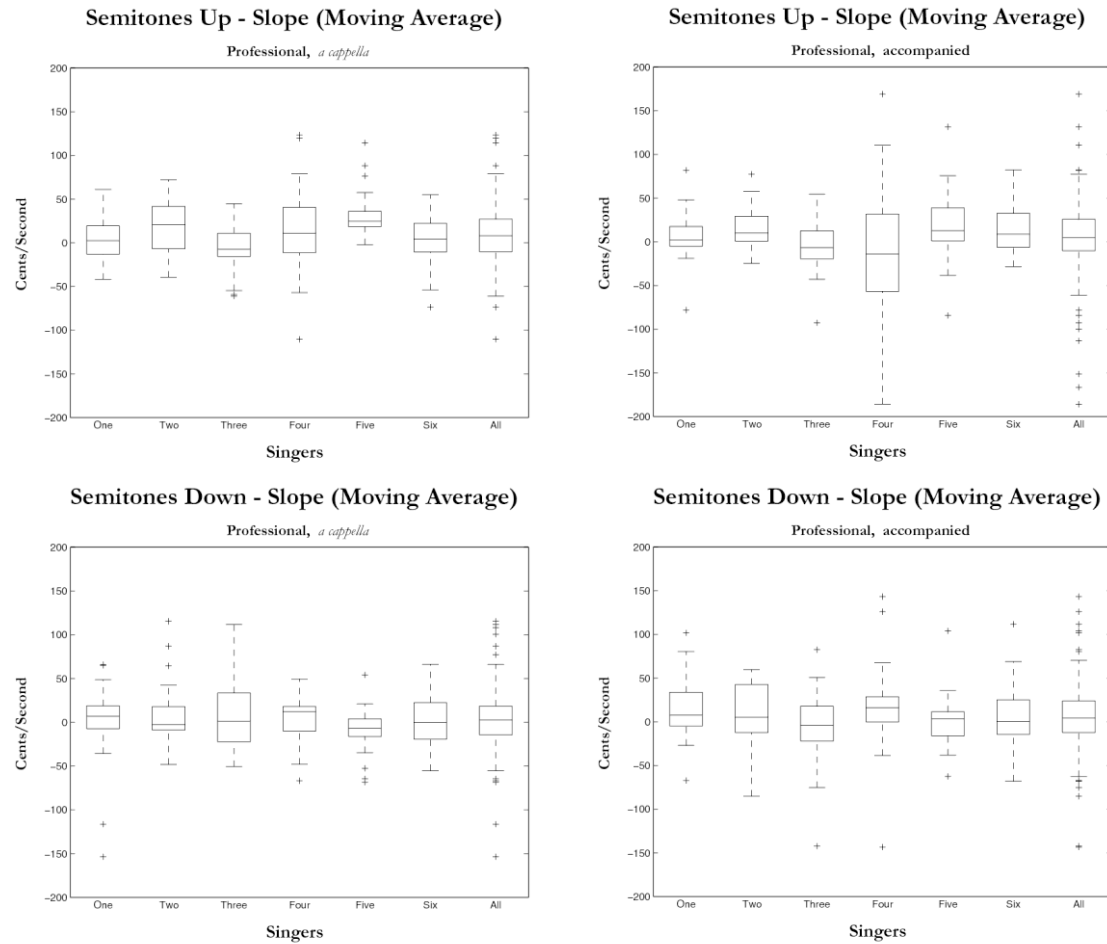 Semitones Up - Slope (Moving Average)
Professional, a cappella
200
150
100
50
0
−50
−100
−150
−200
Cents/Second
One Two Three Four Five Six All
Singers
Semitones Up - Slope (Moving Average)
Professional, accompanied
200
150
100
50
0
−50
−100
−150
−200
Cents/Second
One Two Three Four Five Six All
Singers
Semitones Down - Slope (Moving Average)
Professional, a cappella
200
150
100
50
0
−50
−100
−150
−200
Cents/Second
One Two Three Four Five Six All
Singers
Semitones Down - Slope (Moving Average)
Professional, accompanied
200
150
100
50
0
−50
−100
−150
−200
Cents/Second
One Two Three Four Five Six All
Singers